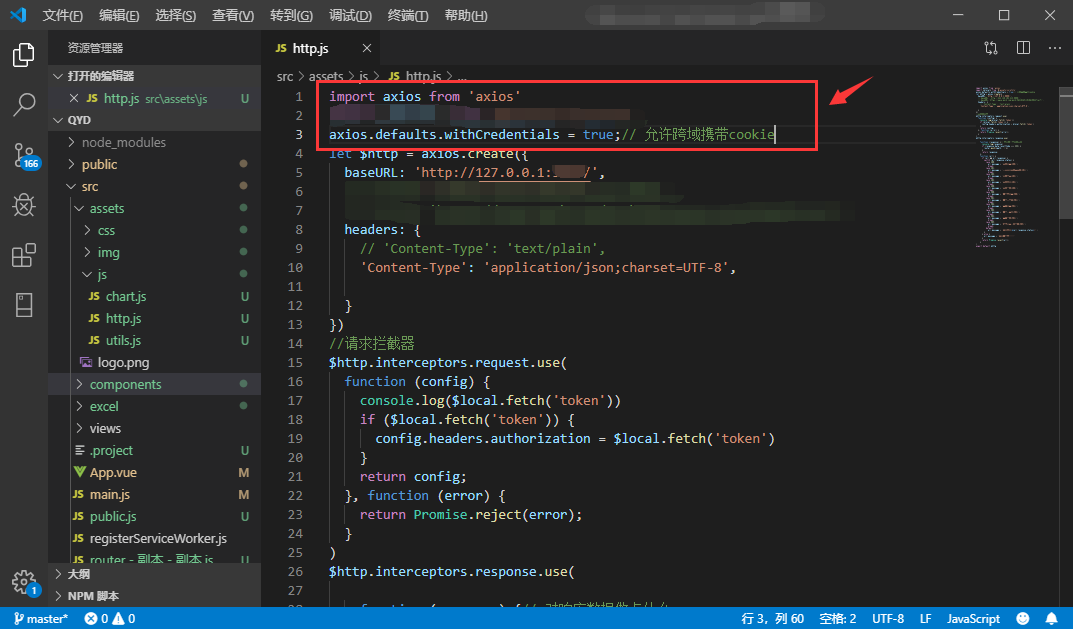 文件(F) 编辑(E) 选择(S) 查看(V) 转到(G) 调试(D) 终端(T) 帮助(H)
资源管理器
打开的编辑器
JS http.js src\assets\js U
QYD
node_modules
public
src
assets
css
img
js
JS chart.js U
JS http.js U
JS utils.js U
logo.png
components
excel
views
.project U
App.vue M
JS main.js M
JS public.js U
JS registerServiceWorker.js
JS router - 副本 - 副本.js U
大纲
NPM 脚本
166
1
JS http.js
src > assets > js > JS http.js > ...
1 import axios from 'axios'
2
3 axios.defaults.withCredentials = true;// 允许跨域携带cookie
4 let $http = axios.create({
5 baseURL: 'http://127.0.0.1: /',
6
7
8 headers: {
9 // 'Content-Type': 'text/plain',
10 'Content-Type': 'application/json;charset=UTF-8',
11
12 }
13 })
14 //请求拦截器
15 $http.interceptors.request.use(
16 function (config) {
17 console.log($local.fetch('token'))
18 if ($local.fetch('token')) {
19 config.headers.authorization = $local.fetch('token')
20 }
21 return config;
22 }, function (error) {
23 return Promise.reject(error);
24 }
25 )
26 $http.interceptors.response.use(
27
master* 0 0 行 3，列 60 空格: 2 UTF-8 LF JavaScript